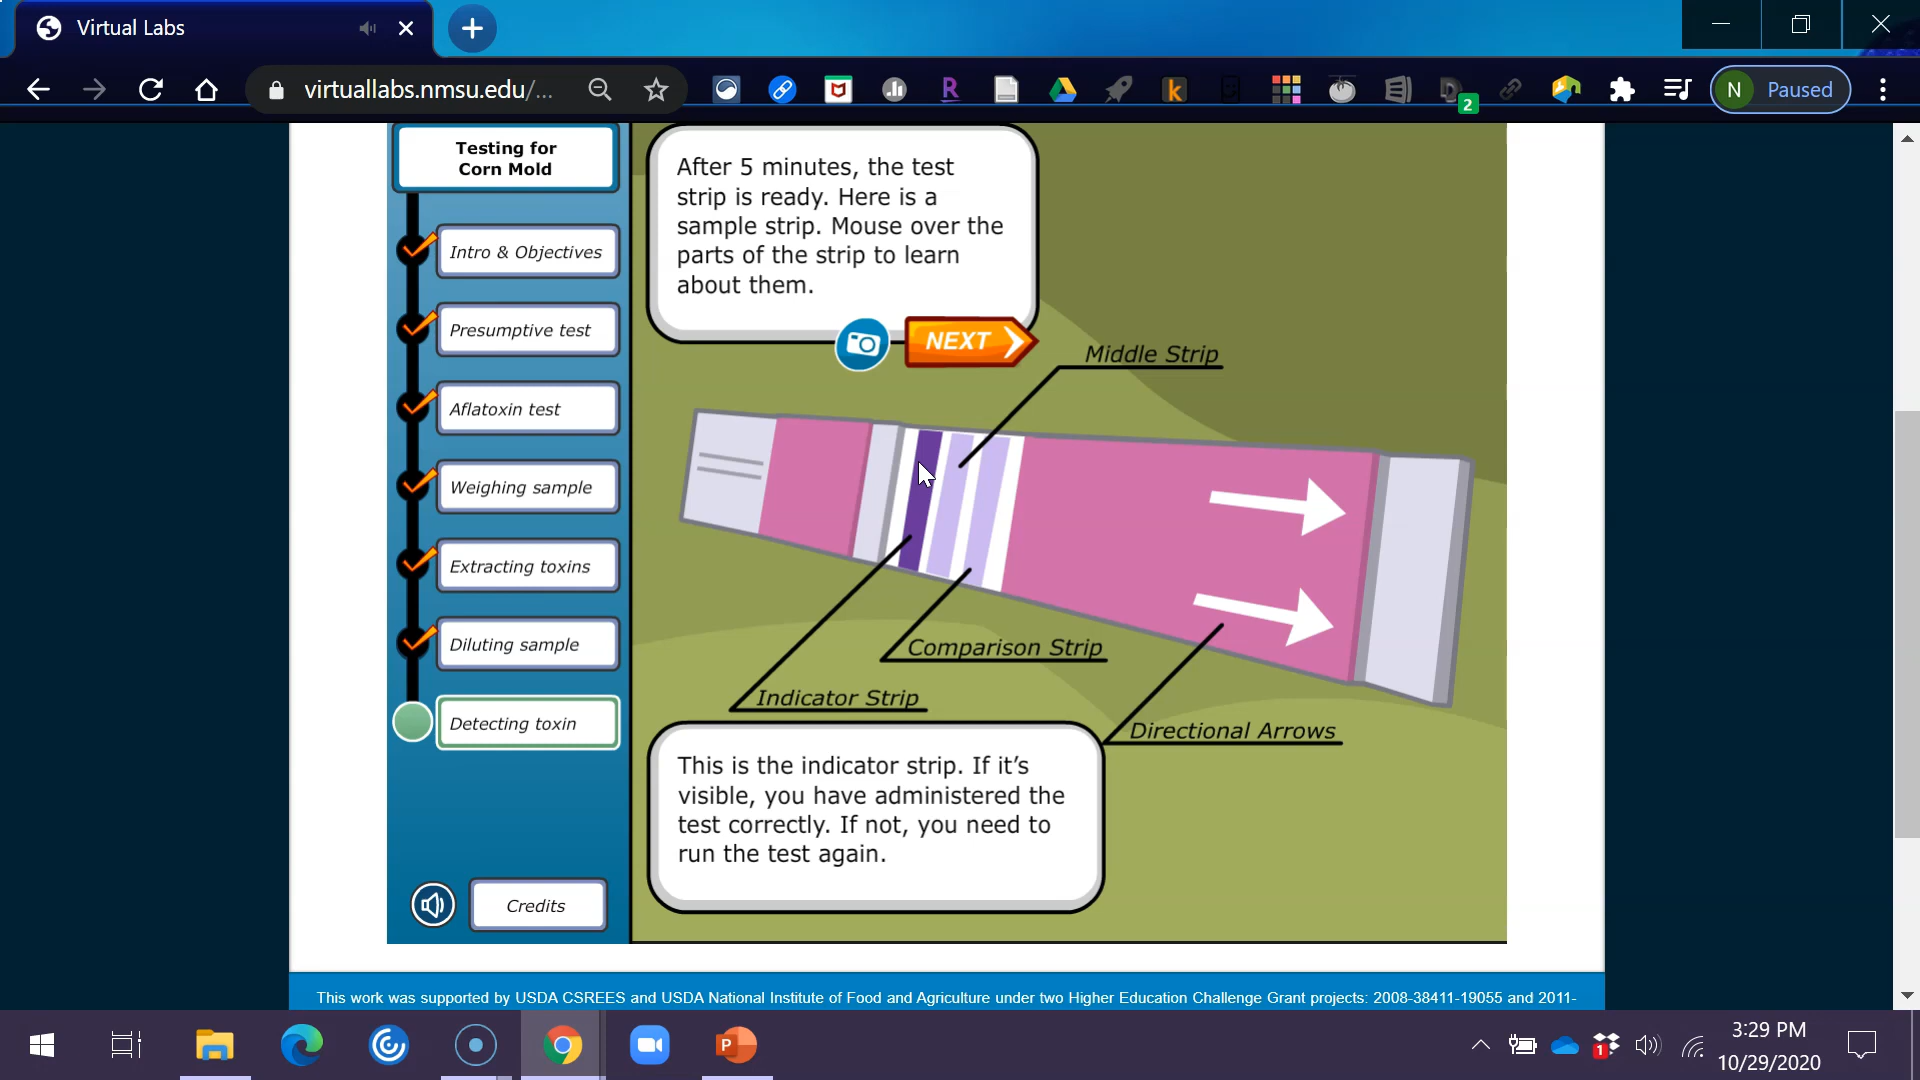 Virtual Labs
virtuallabs.nmsu.edu/...
2
N Paused
Testing for
Corn Mold
Intro & Objectives
Presumptive test
Aflatoxin test
Weighing sample
Extracting toxins
Diluting sample
Detecting toxin
Credits
After 5 minutes, the test
strip is ready. Here is a
sample strip. Mouse over the
parts of the strip to learn
about them.
NEXT
Middle Strip
Comparison Strip
Indicator Strip
Directional Arrows
This is the indicator strip. If it's
visible, you have administered the
test correctly. If not, you need to
run the test again.
This work was supported by USDA CSREES and USDA National Institute of Food and Agriculture under two Higher Education Challenge Grant projects: 2008-38411-19055 and 2011-
1
3:29 PM
10/29/2020